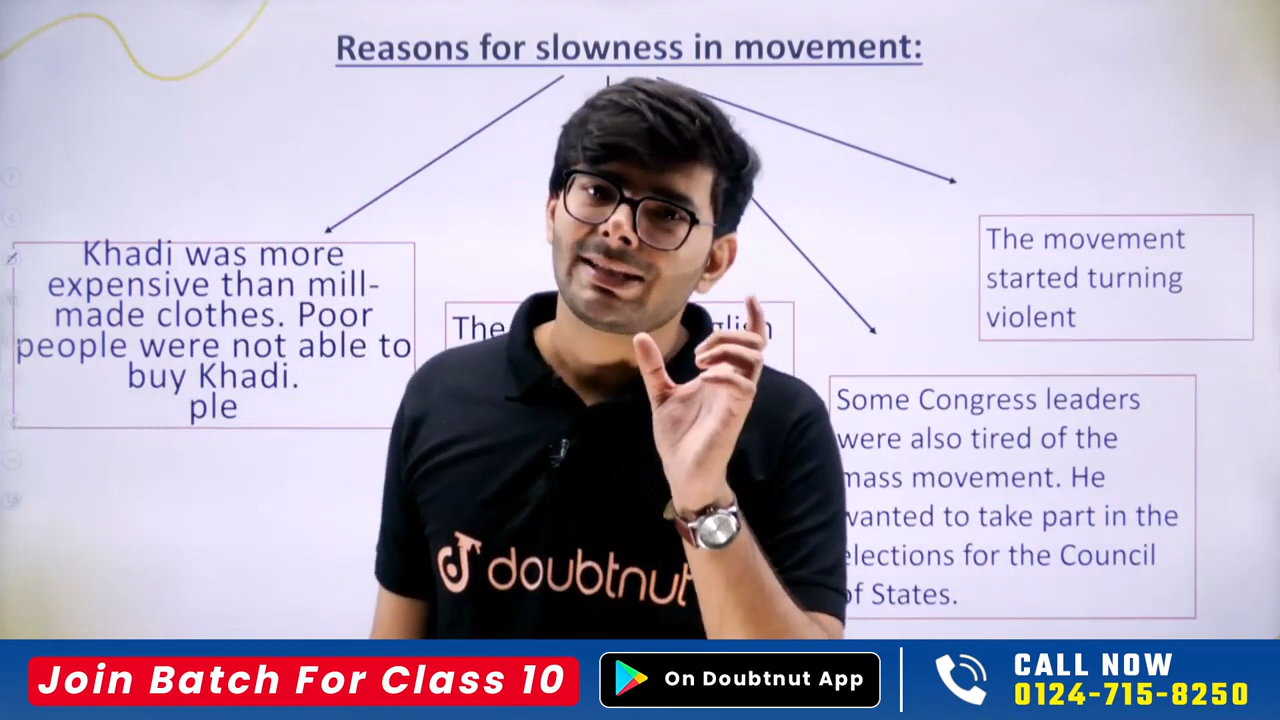 Reasons for slowness in movement:
Khadi was more
expensive than mill-
made clothes. Poor
people were not able to
buy Khadi.
ple
The
The movement
started turning
violent
Some Congress leaders
were also tired of the
mass movement. He
wanted to take part in the
elections for the Council
of States.
doubtnut
Join Batch For Class 10
On Doubtnut App
CALL NOW
0124-715-8250